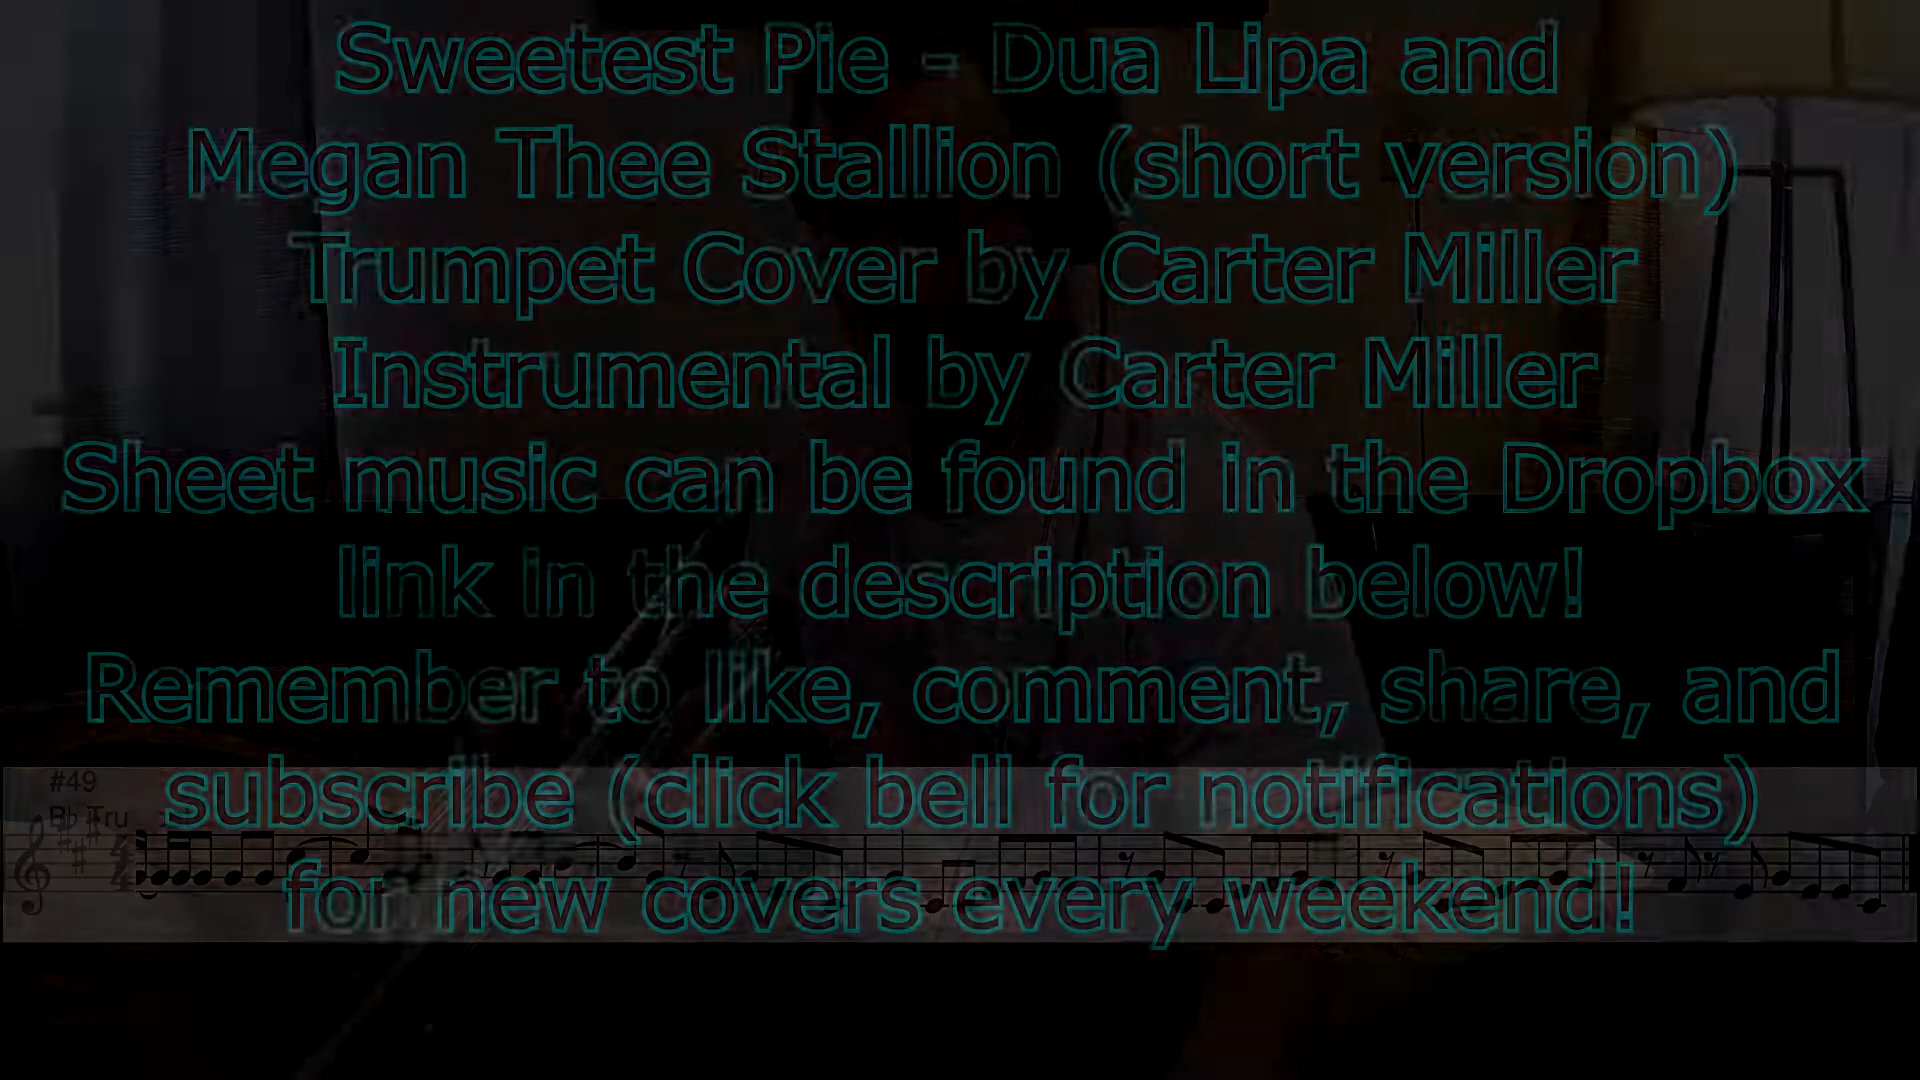 Sweetest Pie - Dua Lipa and
Megan Thee Stallion (short version)
Trumpet Cover by Carter Miller
Instrumental by Carter Miller
Sheet music can be found in the Dropbox
link in the description below!
Remember to like, comment, share, and
#49
subscribe (click bell for notifications)
Bb Tru
for new covers every weekend!